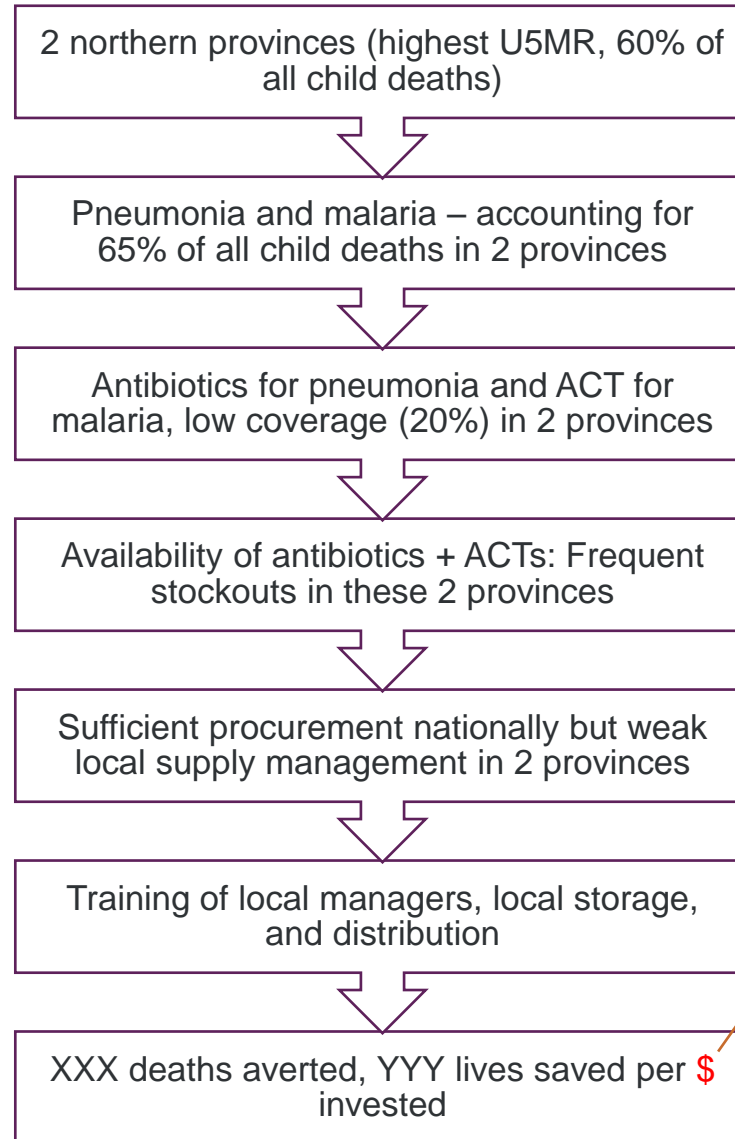 2 northern provinces (highest U5MR, 60% of
all child deaths)
Pneumonia and malaria – accounting for
65% of all child deaths in 2 provinces
Antibiotics for pneumonia and ACT for
malaria, low coverage (20%) in 2 provinces
Availability of antibiotics + ACTs: Frequent
stockouts in these 2 provinces
Sufficient procurement nationally but weak
local supply management in 2 provinces
Training of local managers, local storage,
and distribution
XXX deaths averted, YYY lives saved per $
invested